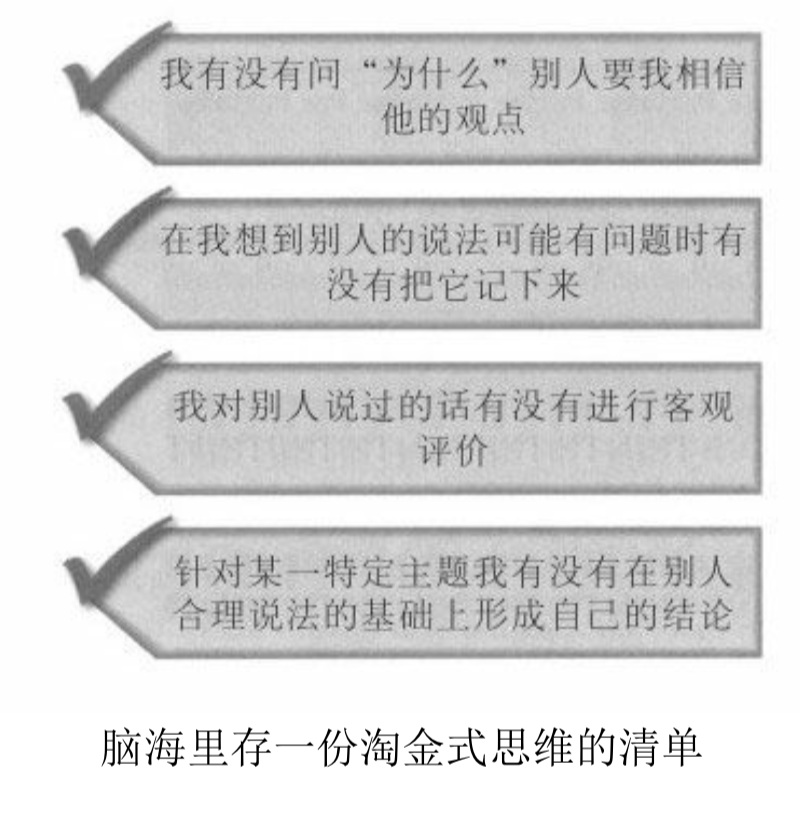 我有没有问“为什么”别人要我相信
他的观点
在我想到别人的说法可能有问题时有
没有把它记下来
我对别人说过的话有没有进行客观
评价
针对某一特定主题我有没有在别人
合理说法的基础上形成自己的结论
脑海里存一份淘金式思维的清单